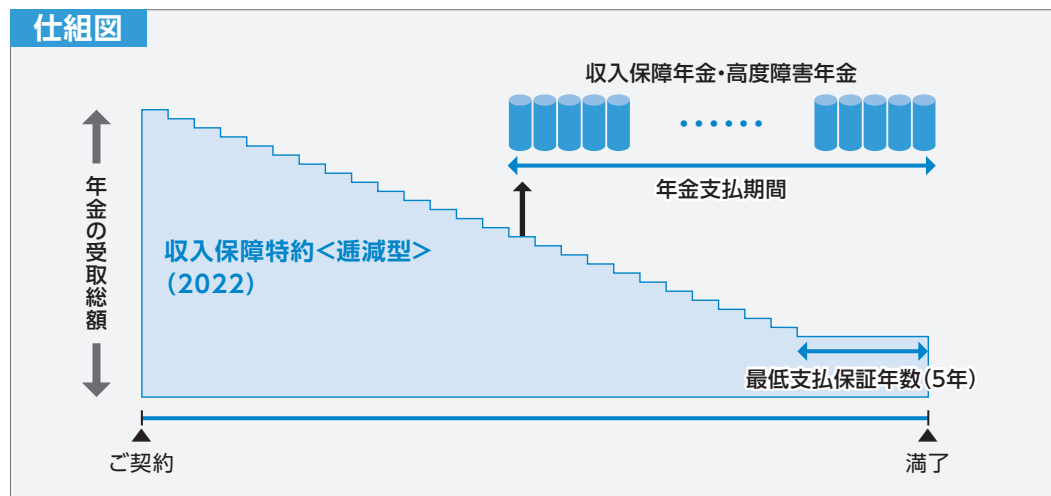 仕組図
収入保障年金・高度障害年金
年金支払期間
年金の受取総額
収入保障特約<逓減型>
(2022)
最低支払保証年数(5年)
ご契約
満了